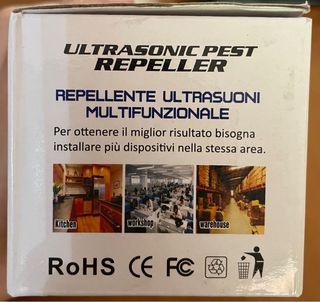 ULTRASONIC PEST
REPELLER
REPELLENTE ULTRASUONI
MULTIFUNZIONALE
Per ottenere il miglior risultato bisogna
installare più dispositivi nella stessa area.
Kitchen workshop warehouse
RoHS CE FC